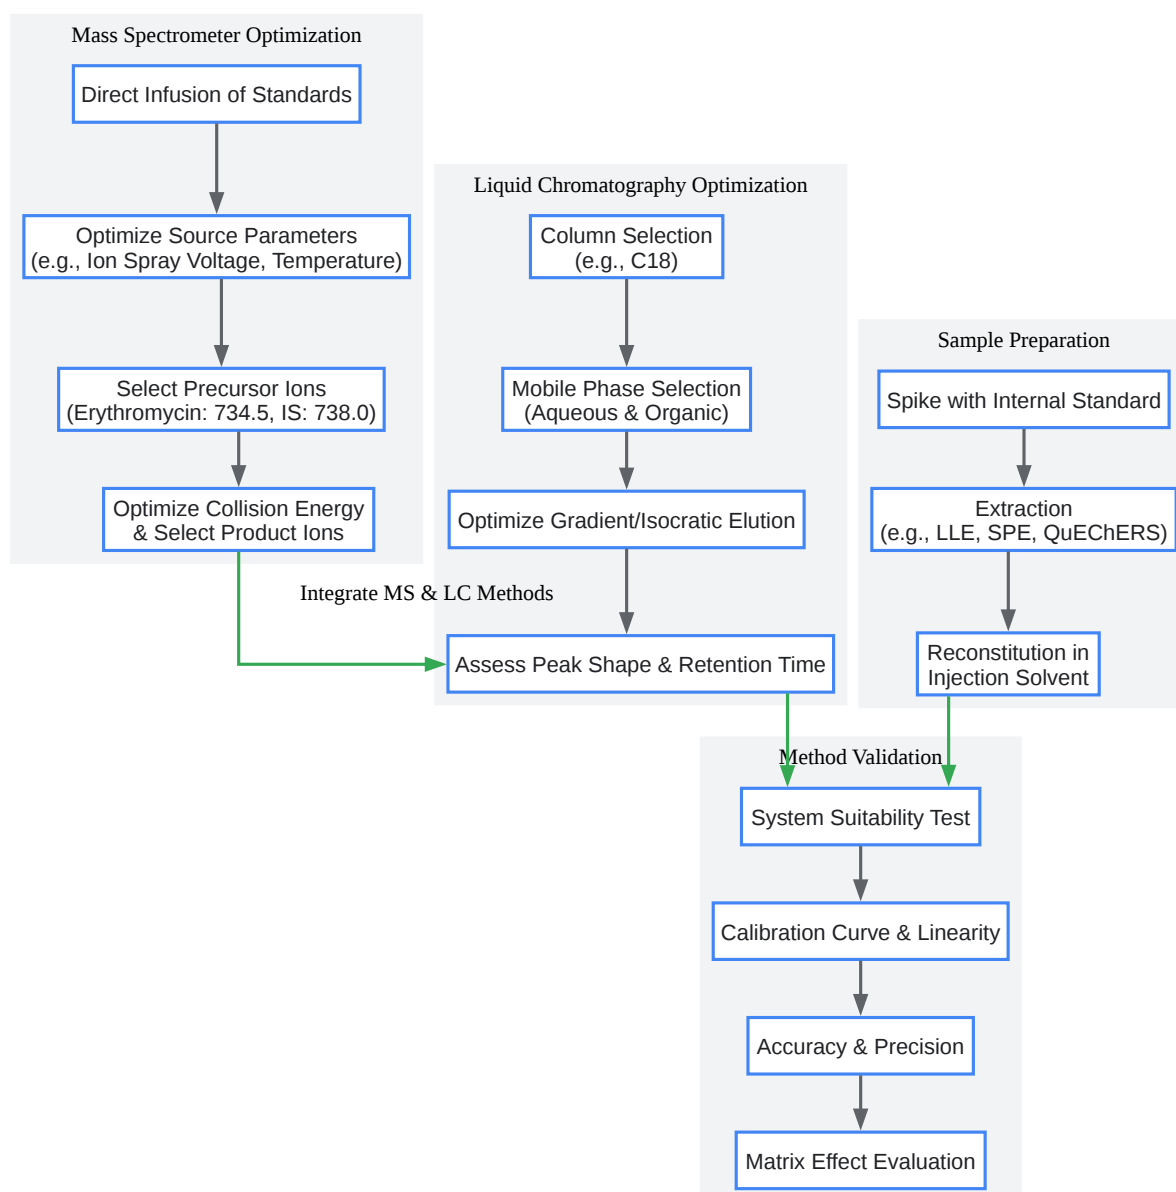 Mass Spectrometer Optimization
Direct Infusion of Standards
Optimize Source Parameters
(e.g., Ion Spray Voltage, Temperature)
Select Precursor Ions
(Erythromycin: 734.5, IS: 738.0)
Optimize Collision Energy
& Select Product Ions
Integrate MS & LC Methods
Liquid Chromatography Optimization
Column Selection
(e.g., C18)
Mobile Phase Selection
(Aqueous & Organic)
Optimize Gradient/Isocratic Elution
Assess Peak Shape & Retention Time
Sample Preparation
Spike with Internal Standard
Extraction
(e.g., LLE, SPE, QuEChERS)
Reconstitution in
Injection Solvent
Method Validation
System Suitability Test
Calibration Curve & Linearity
Accuracy & Precision
Matrix Effect Evaluation